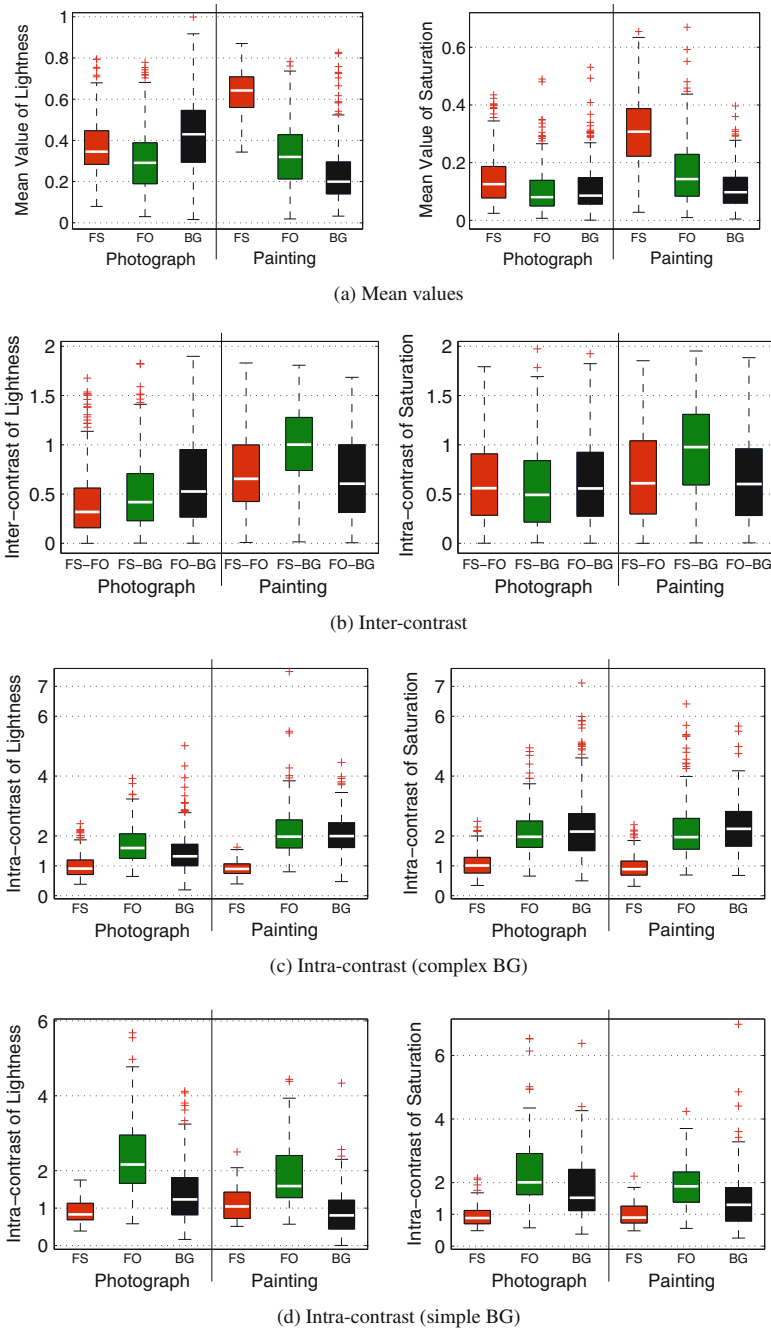 Mean Value of Lightness
1
0.8
0.6
0.4
0.2
0
FS FO BG FS FO BG
Photograph Painting
Mean Value of Saturation
0.6
0.4
0.2
0
FS FO BG FS FO BG
Photograph Painting
(a) Mean values
Inter-contrast of Lightness
2
1.5
1
0.5
0
FS-FO FS-BG FO-BG FS-FO FS-BG FO-BG
Photograph Painting
Intra-contrast of Saturation
2
1.5
1
0.5
0
FS-FO FS-BG FO-BG FS-FO FS-BG FO-BG
Photograph Painting
(b) Inter-contrast
Intra-contrast of Lightness
7
6
4
2
1
0
FS FO BG FS FO BG
Photograph Painting
Intra-contrast of Saturation
7
6
4
2
1
0
FS FO BG FS FO BG
Photograph Painting
(c) Intra-contrast (complex BG)
Intra-contrast of Lightness
6
4
2
1
0
FS FO BG FS FO BG
Photograph Painting
Intra-contrast of Saturation
6
4
2
1
0
FS FO BG FS FO BG
Photograph Painting
(d) Intra-contrast (simple BG)